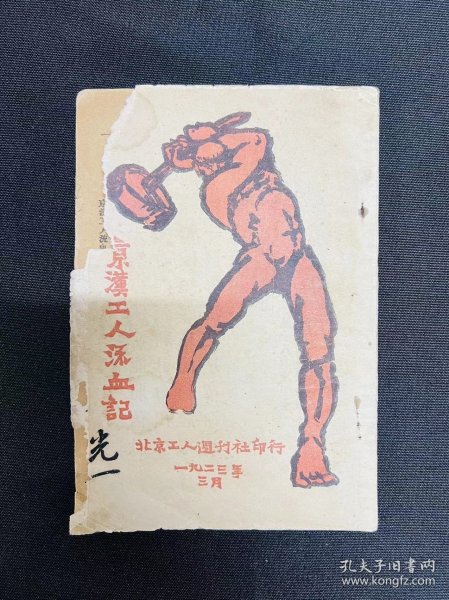 京漢工人流血記
北京工人週刊社印行
一九二三年
三月
光一
孔夫子旧书网
www.kongfz.com